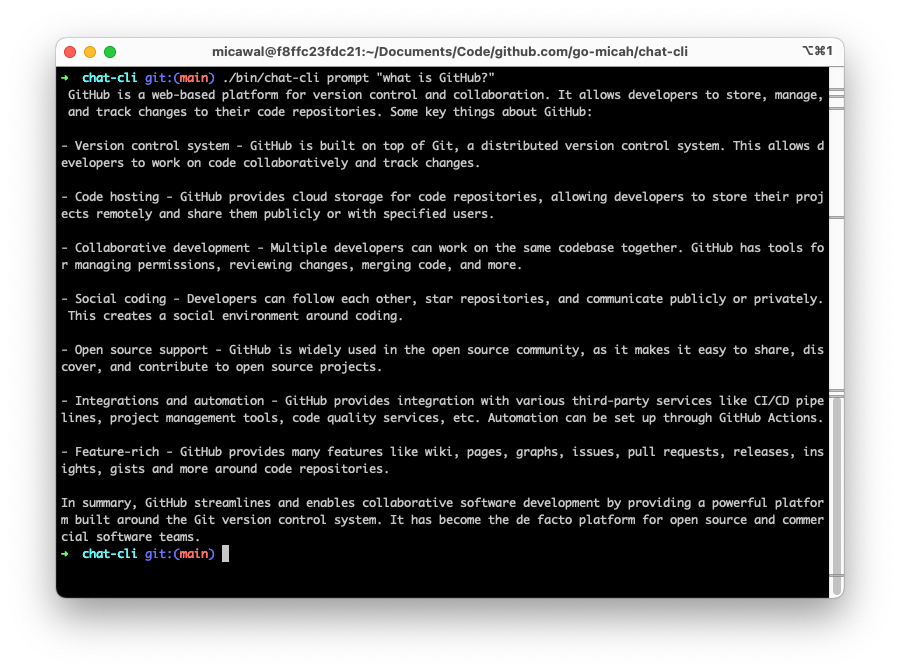 micawal@f8ffc23fdc21:~/Documents/Code/github.com/go-micah/chat-cli
⌥⌘1
➜  chat-cli git:(main) ./bin/chat-cli prompt "what is GitHub?"
 GitHub is a web-based platform for version control and collaboration. It allows developers to store, manage,
 and track changes to their code repositories. Some key things about GitHub:

- Version control system - GitHub is built on top of Git, a distributed version control system. This allows d
evelopers to work on code collaboratively and track changes.

- Code hosting - GitHub provides cloud storage for code repositories, allowing developers to store their proj
ects remotely and share them publicly or with specified users.

- Collaborative development - Multiple developers can work on the same codebase together. GitHub has tools fo
r managing permissions, reviewing changes, merging code, and more.

- Social coding - Developers can follow each other, star repositories, and communicate publicly or privately.
 This creates a social environment around coding.

- Open source support - GitHub is widely used in the open source community, as it makes it easy to share, dis
cover, and contribute to open source projects.

- Integrations and automation - GitHub provides integration with various third-party services like CI/CD pipe
lines, project management tools, code quality services, etc. Automation can be set up through GitHub Actions.

- Feature-rich - GitHub provides many features like wiki, pages, graphs, issues, pull requests, releases, ins
ights, gists and more around code repositories.

In summary, GitHub streamlines and enables collaborative software development by providing a powerful platfor
m built around the Git version control system. It has become the de facto platform for open source and commer
cial software teams.
➜  chat-cli git:(main)